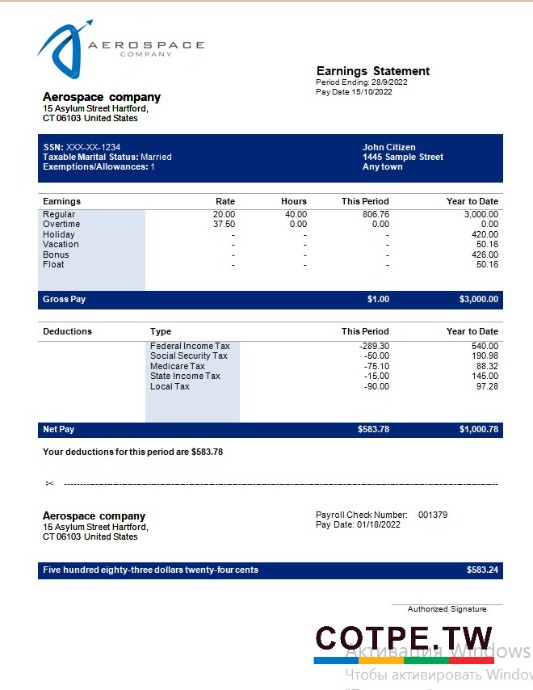 AEROSPACE
COMPANY
Earnings Statement
Period Ending: 28/9/2022
Pay Date 15/10/2022
Aerospace company
15 Asylum Street Hartford,
CT 06103 United States
SSN: XXX-XX-1234 John Citizen
Taxable Marital Status: Married 1445 Sample Street
Exemptions/Allowances: 1 Any town
Earnings Rate Hours This Period Year to Date
Regular 20.00 40.00 806.76 3,000.00
Overtime 37.50 0.00 0.00 0.00
Holiday - - - 420.00
Vacation - - - 50.16
Bonus - - - 426.00
Float - - - 50.16
Gross Pay $1.00 $3,000.00
Deductions Type This Period Year to Date
Federal Income Tax -289.30 540.00
Social Security Tax -50.00 190.98
Medicare Tax -75.10 88.32
State Income Tax -15.00 145.00
Local Tax -90.00 97.28
Net Pay $583.78 $1,000.78
Your deductions for this period are $583.78
Aerospace company Payroll Check Number: 001379
15 Asylum Street Hartford, Pay Date: 01/18/2022
CT 06103 United States
Five hundred eighty-three dollars twenty-four cents $583.24
Authorized Signature
COTPE.TW
Активация Windows
Чтобы активировать Window